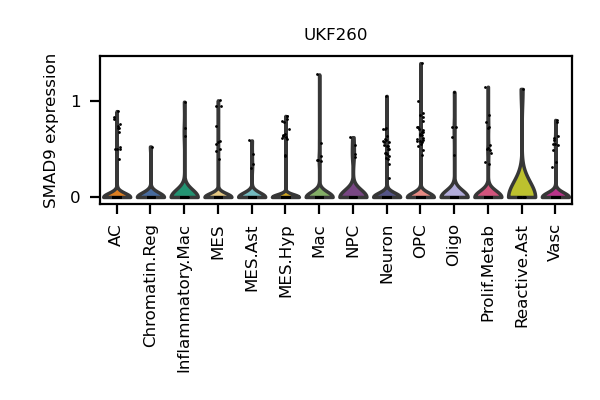 UKF260
SMAD9 expression
1
0
AC
Chromatin.Reg
Inflammatory.Mac
MES
MES.Ast
MES.Hyp
Mac
NPC
Neuron
OPC
Oligo
Prolif.Metab
Reactive.Ast
Vasc